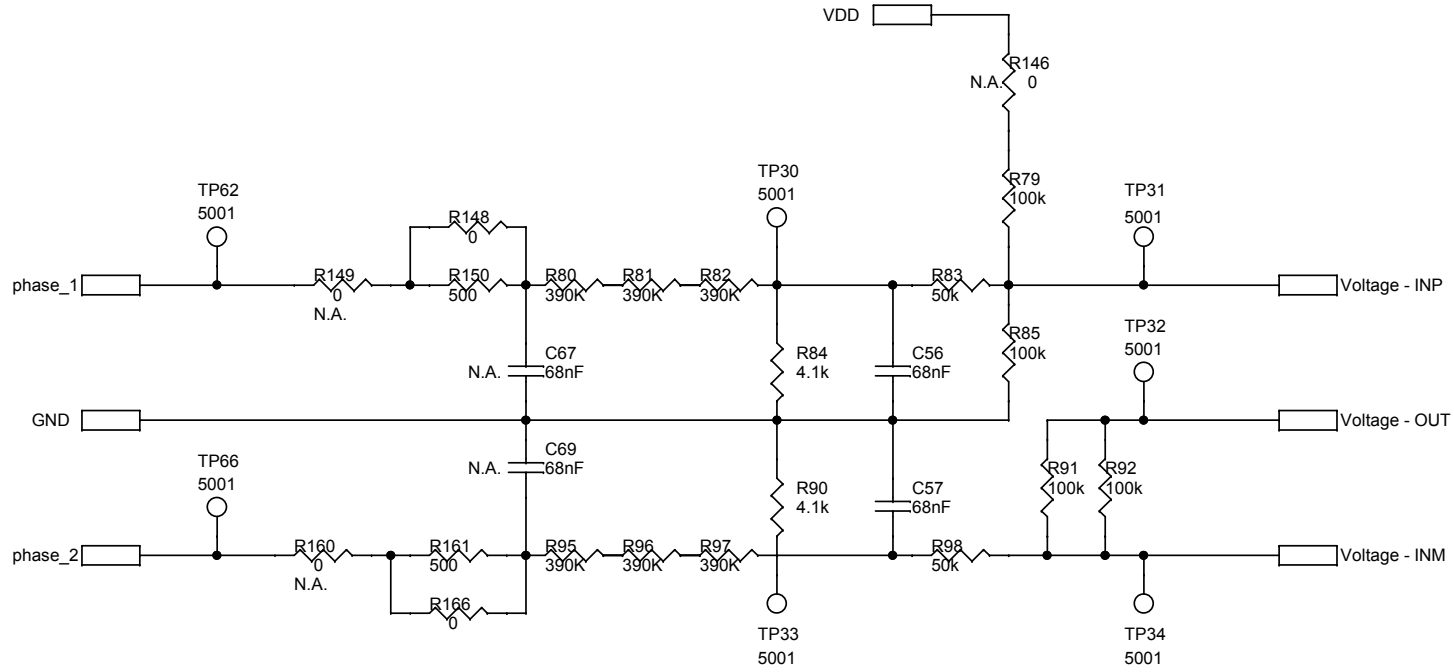 VDD
R146
N.A. 0
TP30
5001
R79
100k
TP62
5001
TP31
5001
R148
0
phase_1
R149
0
N.A.
R150
500
R80
390K
R81
390K
R82
390K
R83
50k
Voltage - INP
C67
N.A. 68nF
R84
4.1k
C56
68nF
R85
100k
TP32
5001
GND
Voltage - OUT
TP66
5001
C69
N.A. 68nF
R90
4.1k
C57
68nF
R91
100k
R92
100k
phase_2
R160
0
N.A.
R161
500
R95
390K
R96
390K
R97
390K
R98
50k
Voltage - INM
R166
0
TP33
5001
TP34
5001